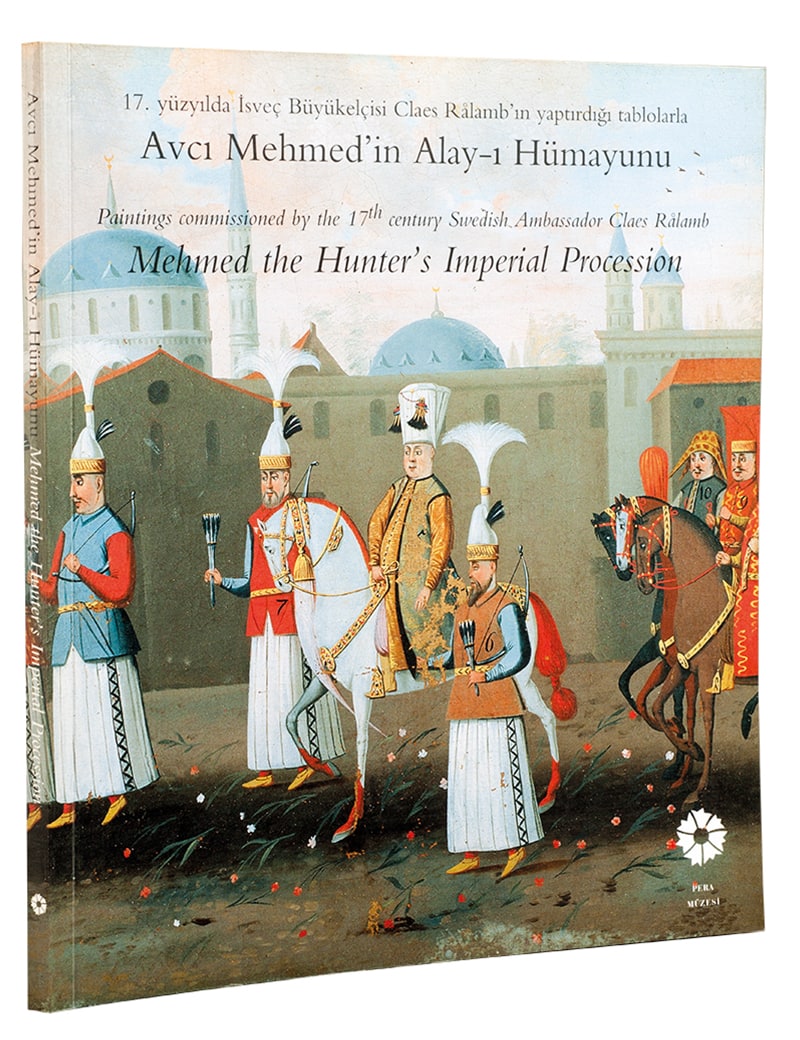 17. yüzyılda İsveç Büyükelçisi Claes Rålamb'ın yaptırdığı tablolarla
Avcı Mehmed'in Alay-ı Hümayunu
Paintings commissioned by the 17th century Swedish Ambassador Claes Rålamb
Mehmed the Hunter's Imperial Procession
Avcı Mehmed'in Alay-ı Hümayunu Mehmed the Hunter's Imperial Procession
10
9
7
6
PERA
MÜZESİ